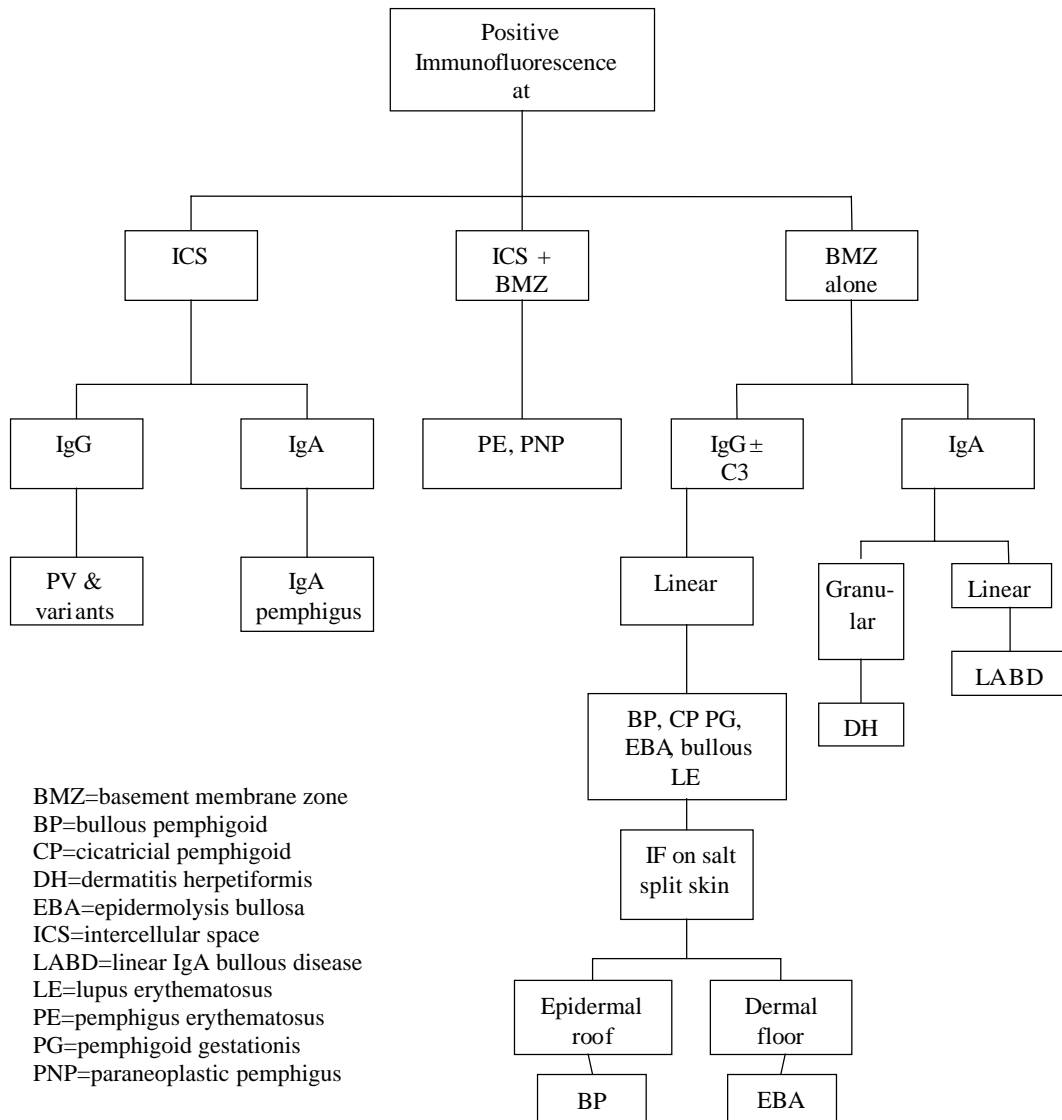 Positive
Immunofluorescence
at
ICS
ICS +
BMZ
BMZ
alone
IgG
IgA
PE, PNP
IgG ±
C3
IgA
PV &
variants
IgA
pemphigus
Linear
Granu-
lar
Linear
LABD
DH
BP, CP PG,
EBA, bullous
LE
IF on salt
split skin
Epidermal
roof
Dermal
floor
BP
EBA
BMZ=basement membrane zone
BP=bullous pemphigoid
CP=cicatricial pemphigoid
DH=dermatitis herpetiformis
EBA=epidermolysis bullosa
ICS=intercellular space
LABD=linear IgA bullous disease
LE=lupus erythematosus
PE=pemphigus erythematosus
PG=pemphigoid gestationis
PNP=paraneoplastic pemphigus